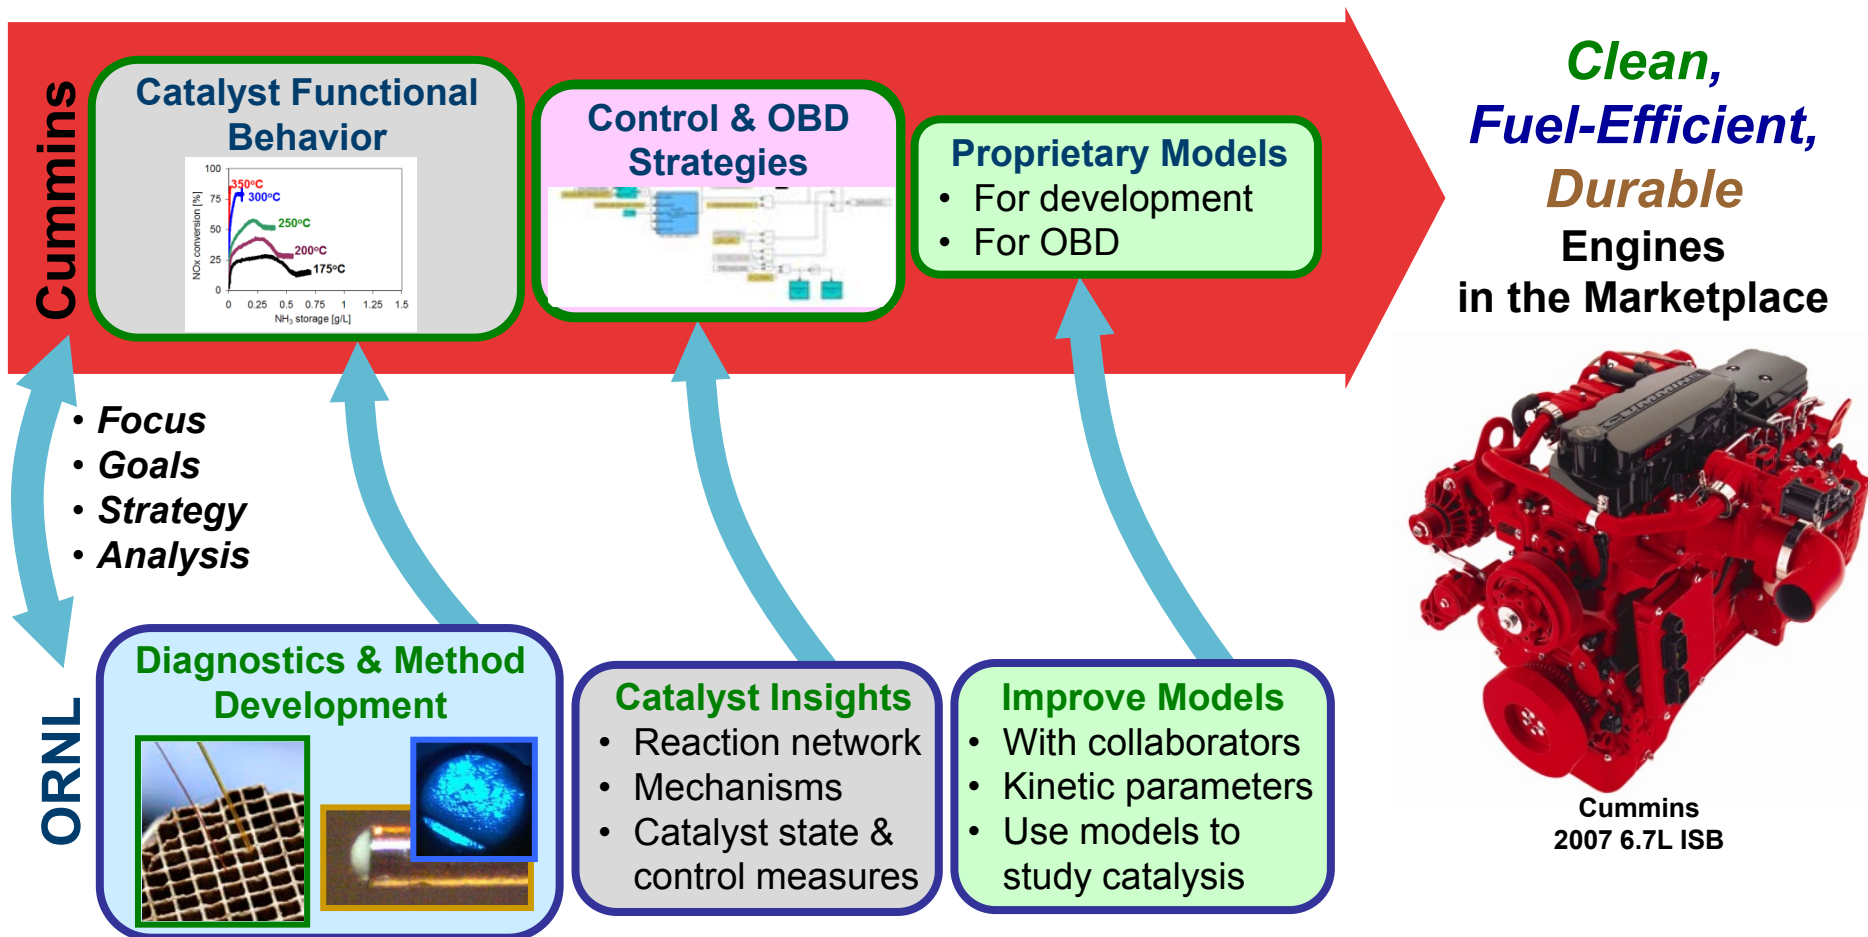 Cummins
Catalyst Functional
Behavior
NOx conversion [%]
100
75
50
25
0
350°C
300°C
250°C
200°C
175°C
0 0.25 0.5 0.75 1 1.25 1.5
NH₃ storage [g/L]
Control & OBD
Strategies
Proprietary Models
• For development
• For OBD
Clean,
Fuel-Efficient,
Durable
Engines
in the Marketplace
• Focus
• Goals
• Strategy
• Analysis
ORNL
Diagnostics & Method
Development
Catalyst Insights
• Reaction network
• Mechanisms
• Catalyst state &
control measures
Improve Models
• With collaborators
• Kinetic parameters
• Use models to
study catalysis
CUMMINS
Cummins
2007 6.7L ISB